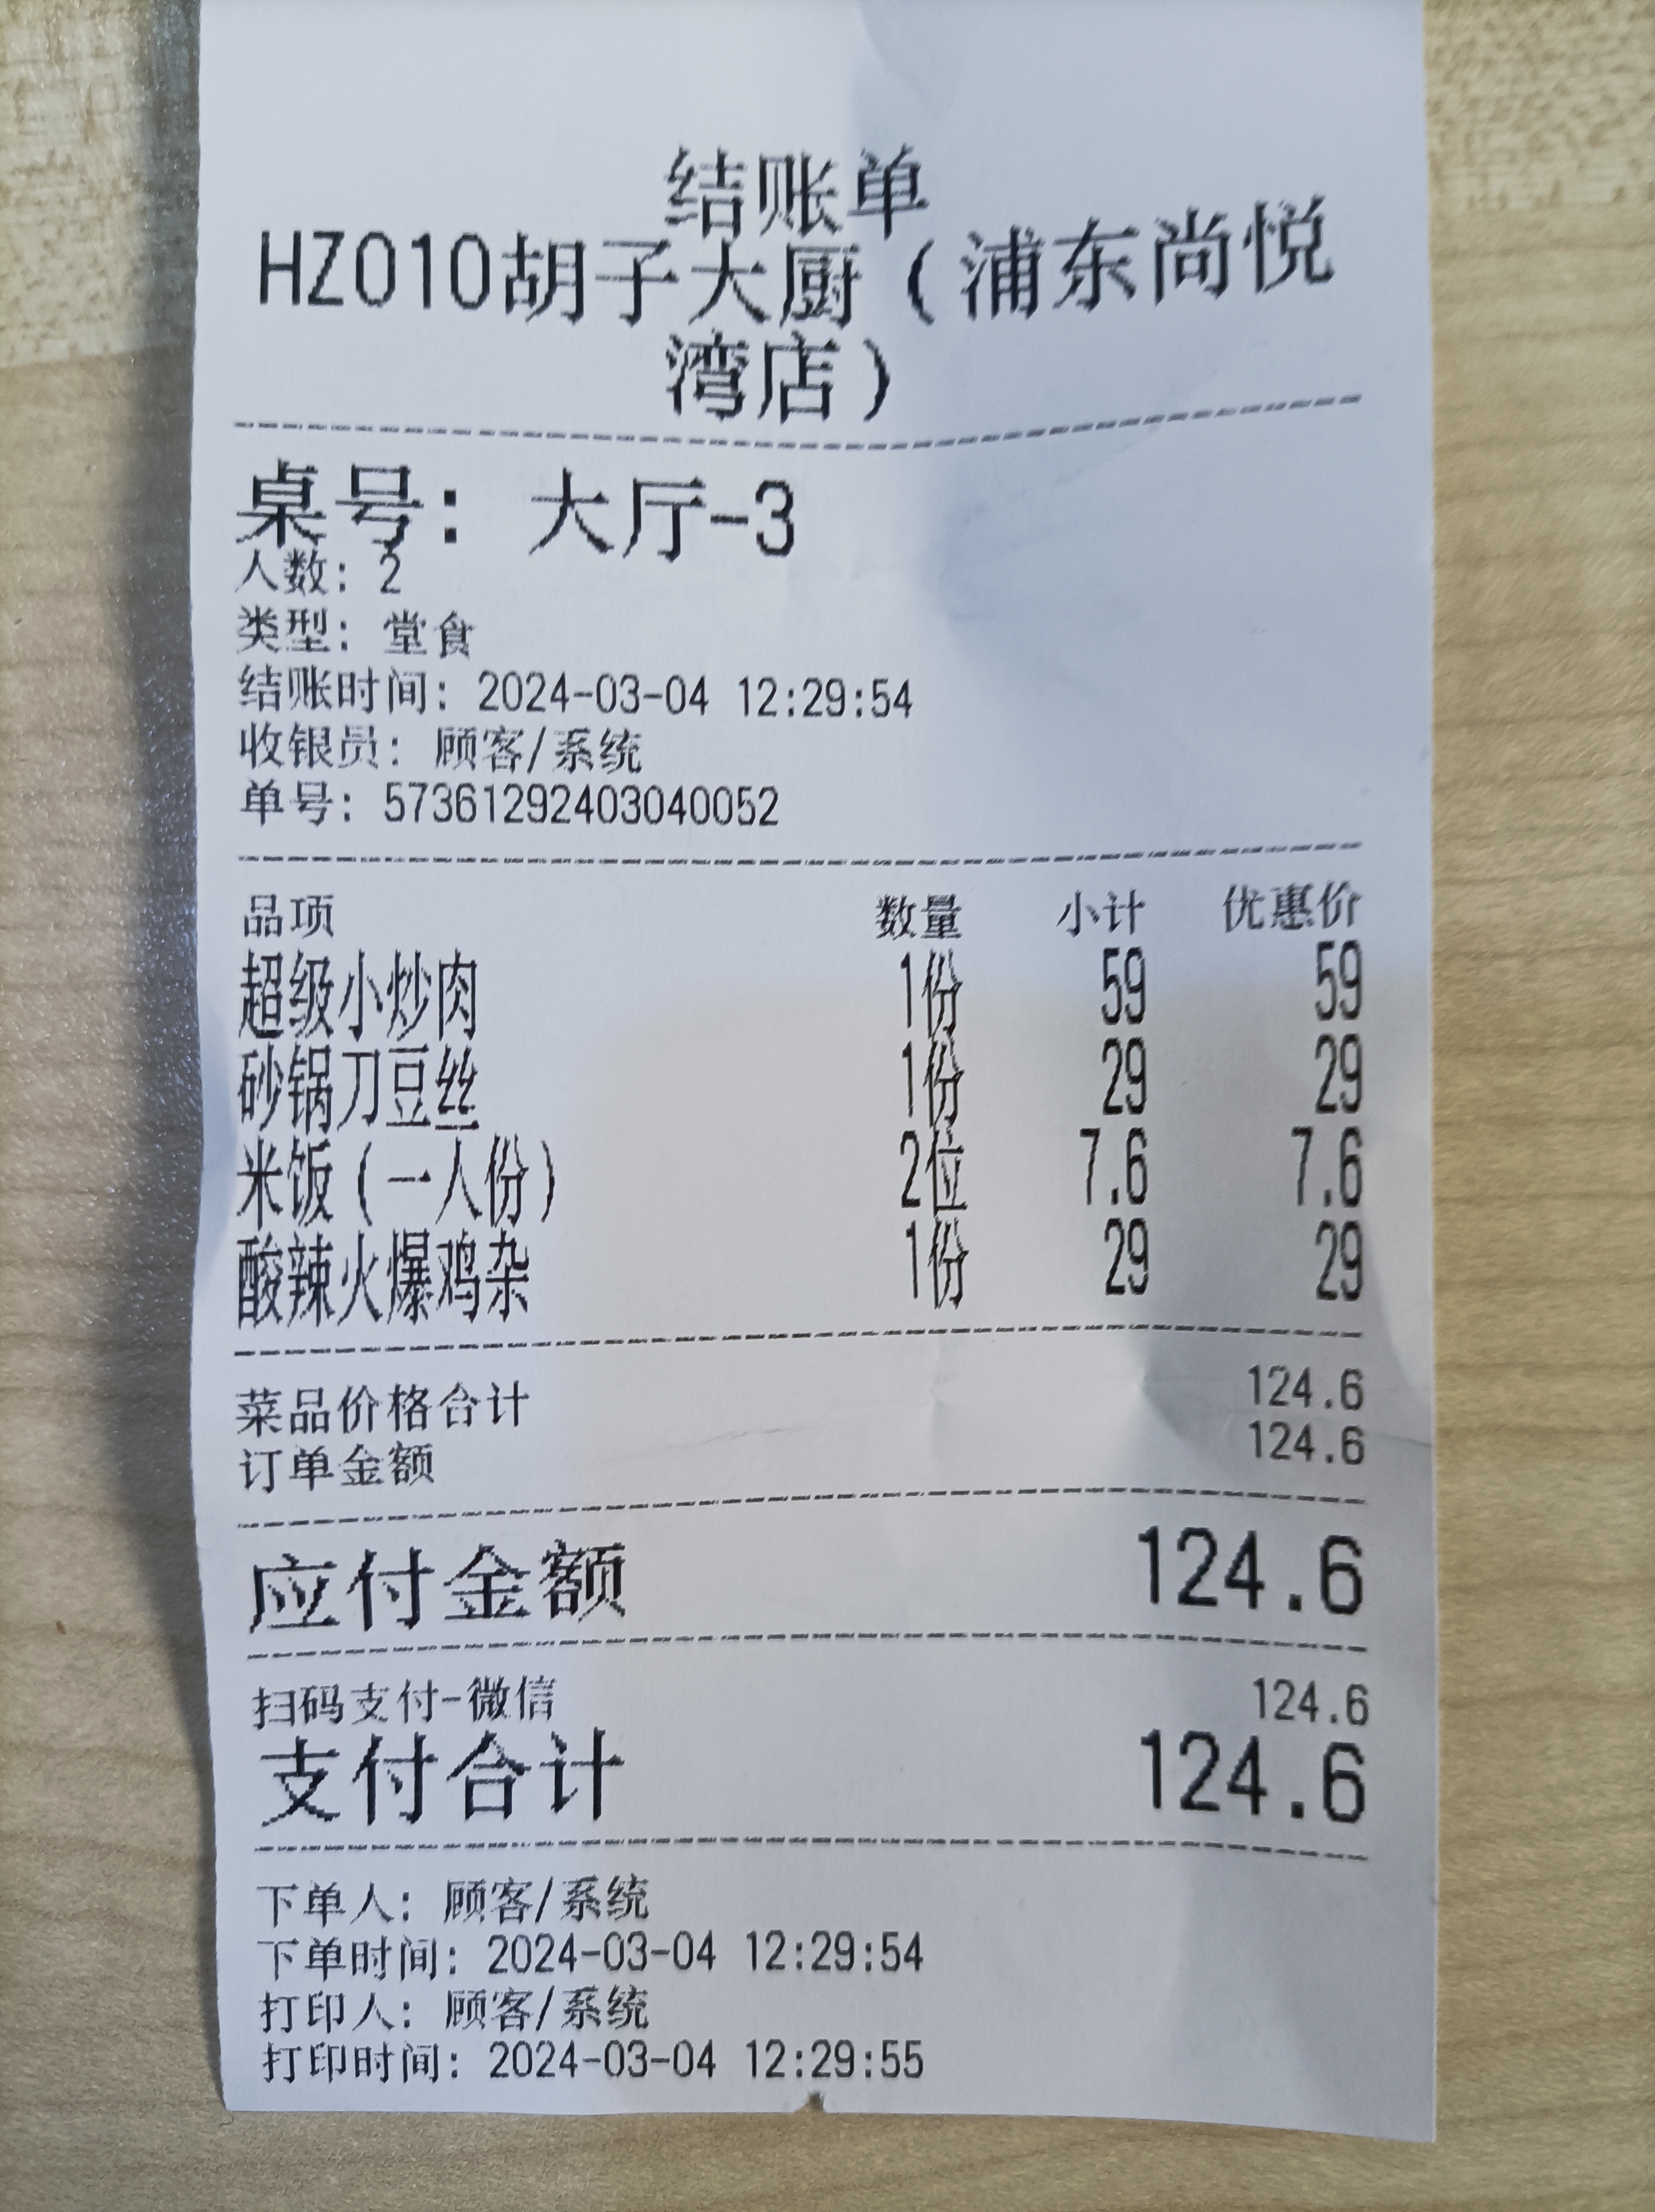 结账单
HZ010胡子大厨（浦东尚悦
湾店）
桌号： 大厅-3
人数：2
类型：堂食
结账时间：2024-03-04 12:29:54
收银员：顾客/系统
单号：573612924030400​52
品项 数量 小计 优惠价
超级小炒肉 1份 59 59
砂锅刀豆丝 1份 29 29
米饭（一人份） 2位 7.6 7.6
酸辣火爆鸡杂 1份 29 29
菜品价格合计 124.6
订单金额 124.6
应付金额 124.6
扫码支付-微信 124.6
支付合计 124.6
下单人：顾客/系统
下单时间：2024-03-04 12:29:54
打印人：顾客/系统
打印时间：2024-03-04 12:29:55